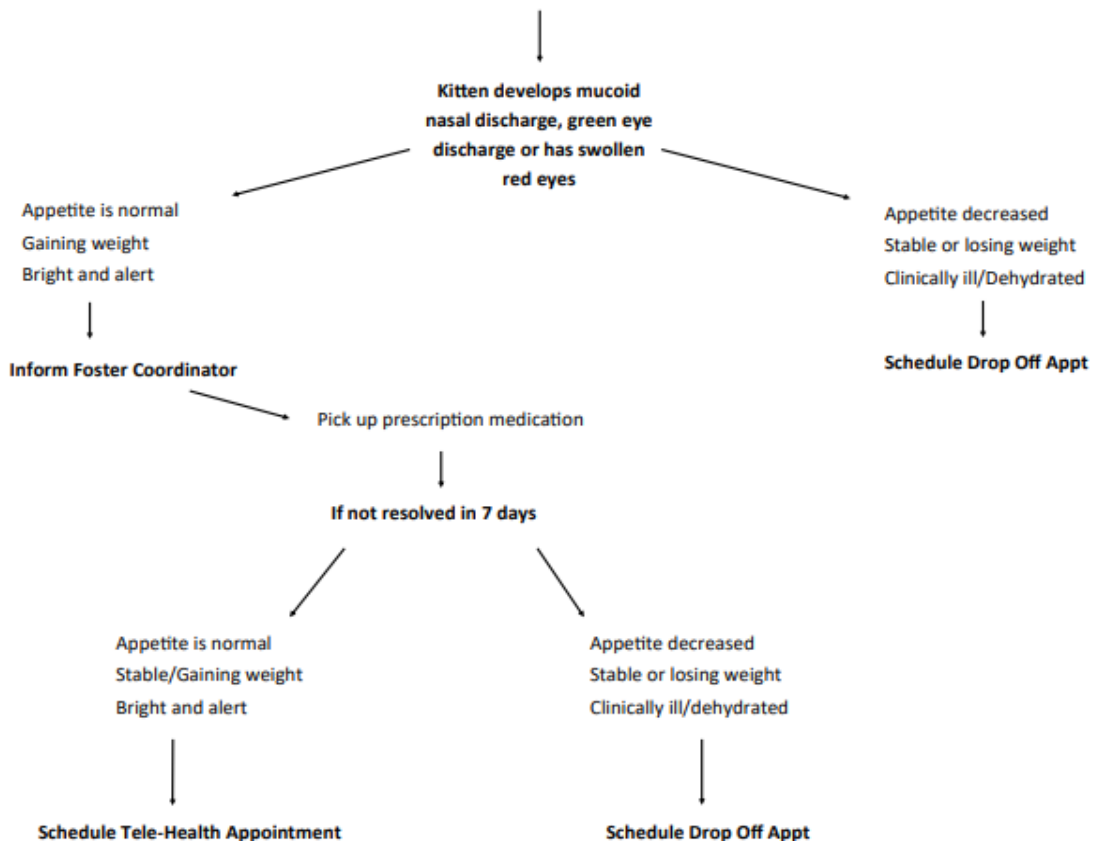 Kitten develops mucoid
nasal discharge, green eye
discharge or has swollen
red eyes
Appetite is normal
Gaining weight
Bright and alert
Appetite decreased
Stable or losing weight
Clinically ill/Dehydrated
Inform Foster Coordinator
Schedule Drop Off Appt
Pick up prescription medication
If not resolved in 7 days
Appetite is normal
Stable/Gaining weight
Bright and alert
Appetite decreased
Stable or losing weight
Clinically ill/dehydrated
Schedule Tele-Health Appointment
Schedule Drop Off Appt